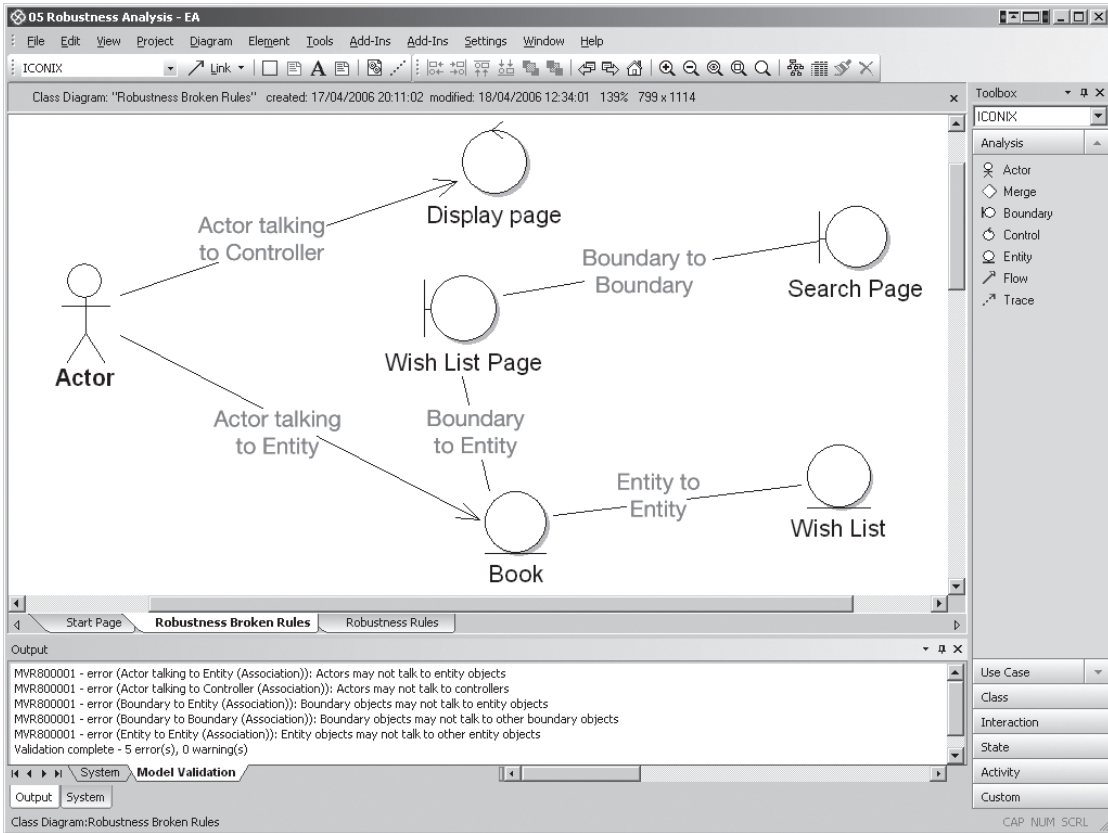 05 Robustness Analysis - EA
File Edit View Project Diagram Element Tools Add-Ins Add-Ins Settings Window Help
ICONIX Link A
Class Diagram: "Robustness Broken Rules" created: 17/04/2006 20:11:02 modified: 18/04/2006 12:34:01 139% 799 x 1114
Display page
Actor talking
to Controller
Boundary to
Boundary
Search Page
Wish List Page
Actor
Actor talking
to Entity
Boundary
to Entity
Entity to
Entity
Wish List
Book
Start Page Robustness Broken Rules Robustness Rules
Toolbox
ICONIX
Analysis
Actor
Merge
Boundary
Control
Entity
Flow
Trace
Use Case
Class
Interaction
State
Activity
Custom
Output
MVR800001 - error (Actor talking to Entity (Association)): Actors may not talk to entity objects
MVR800001 - error (Actor talking to Controller (Association)): Actors may not talk to controllers
MVR800001 - error (Boundary to Entity (Association)): Boundary objects may not talk to entity objects
MVR800001 - error (Boundary to Boundary (Association)): Boundary objects may not talk to other boundary objects
MVR800001 - error (Entity to Entity (Association)): Entity objects may not talk to other entity objects
Validation complete - 5 error(s), 0 warning(s)
System Model Validation
Output System
Class Diagram:Robustness Broken Rules CAP NUM SCRL